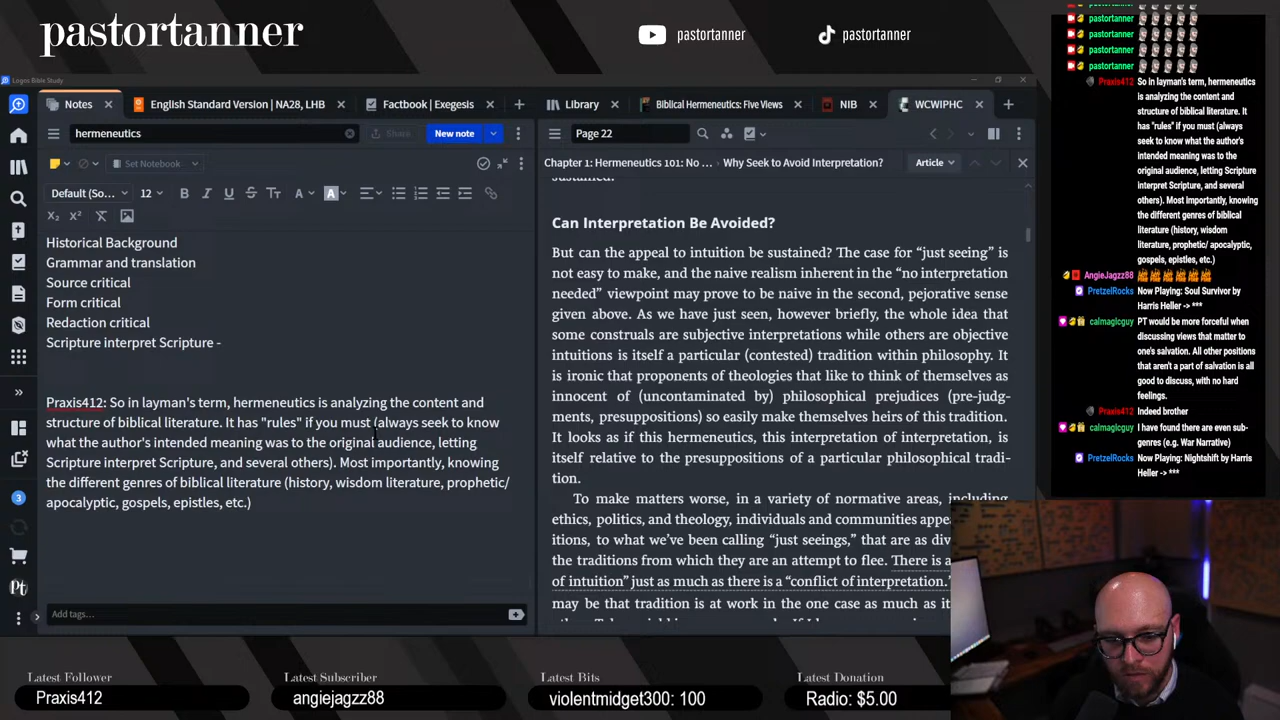 pastortanner
pastortanner
pastortanner
Logos Bible Study
Notes
English Standard Version | NA28, LHB
Factbook | Exegesis
Library
Biblical Hermeneutics: Five Views
NIB
WCWIPHC
hermeneutics
Share
New note
Page 22
Set Notebook
Chapter 1: Hermeneutics 101: No ... > Why Seek to Avoid Interpretation?
Article
Default (So...
12
Historical Background
Grammar and translation
Source critical
Form critical
Redaction critical
Scripture interpret Scripture -
Praxis412: So in layman's term, hermeneutics is analyzing the content and
structure of biblical literature. It has "rules" if you must (always seek to know
what the author's intended meaning was to the original audience, letting
Scripture interpret Scripture, and several others). Most importantly, knowing
the different genres of biblical literature (history, wisdom literature, prophetic/
apocalyptic, gospels, epistles, etc.)
Add tags...
3
Pt
sustained.
Can Interpretation Be Avoided?
But can the appeal to intuition be sustained? The case for “just seeing” is
not easy to make, and the naive realism inherent in the “no interpretation
needed” viewpoint may prove to be naive in the second, pejorative sense
given above. As we have just seen, however briefly, the whole idea that
some construals are subjective interpretations while others are objective
intuitions is itself a particular (contested) tradition within philosophy. It
is ironic that proponents of theologies that like to think of themselves as
innocent of (uncontaminated by) philosophical prejudices (pre-judg-
ments, presuppositions) so easily make themselves heirs of this tradition.
It looks as if this hermeneutics, this interpretation of interpretation, is
itself relative to the presuppositions of a particular philosophical tradi-
tion.
To make matters worse, in a variety of normative areas, including
ethics, politics, and theology, individuals and communities appe
itions, to what we’ve been calling “just seeings,” that are as div
the traditions from which they are an attempt to flee. There is a
of intuition” just as much as there is a “conflict of interpretation.”
may be that tradition is at work in the one case as much as it
pastortanner
pastortanner
pastortanner
pastortanner
Praxis412: So in layman's term, hermeneutics
is analyzing the content and
structure of biblical literature. It
has "rules" if you must (always
seek to know what the author's
intended meaning was to the
original audience, letting
Scripture interpret Scripture,
and several others). Most
importantly, knowing the
different genres of biblical
literature (history, wisdom
literature, prophetic/ apocalyptic,
gospels, epistles, etc.)
AngieJagzz88
PretzelRocks: Now Playing: Soul Survivor by
Harris Heller -> ***
calmagicguy: PT would be more forceful when
discussing views that matter to
one's salvation. All other positions
that aren't a part of salvation is all
good to discuss, with no hard
feelings.
Praxis412: Indeed brother
calmagicguy: I have found there are even sub-
genres (e.g. War Narrative)
PretzelRocks: Now Playing: Nightshift by Harris
Heller -> ***
Latest Follower
Praxis412
Latest Subscriber
angiejagzz88
Latest Bits
violentmidget300: 100
Latest Donation
Radio: $5.00